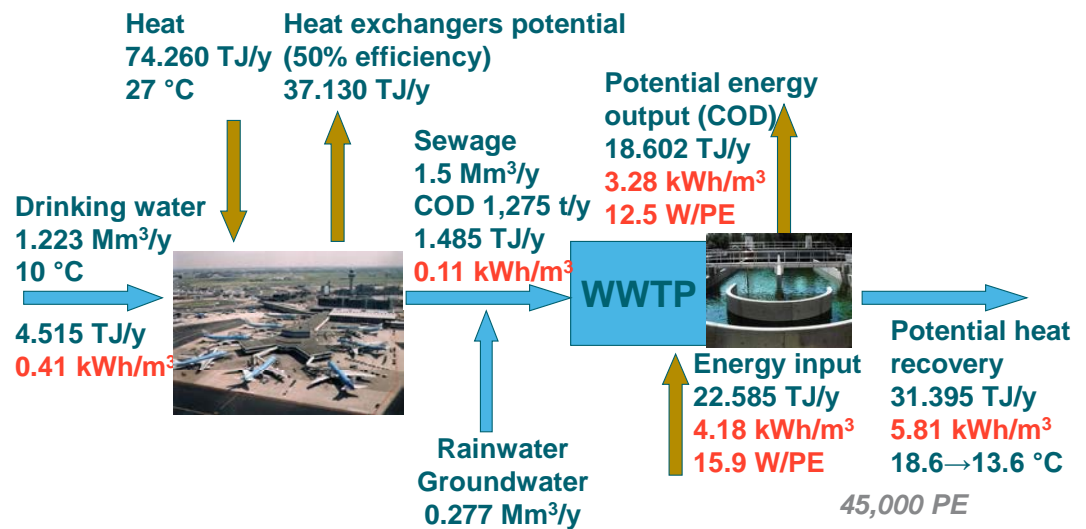 Heat
74.260 TJ/y
27 °C
Heat exchangers potential
(50% efficiency)
37.130 TJ/y
Potential energy
output (COD)
18.602 TJ/y
3.28 kWh/m³
12.5 W/PE
Sewage
1.5 Mm³/y
COD 1,275 t/y
1.485 TJ/y
0.11 kWh/m³
Drinking water
1.223 Mm³/y
10 °C
4.515 TJ/y
0.41 kWh/m³
WWTP
Rainwater
Groundwater
0.277 Mm³/y
Energy input
22.585 TJ/y
4.18 kWh/m³
15.9 W/PE
Potential heat
recovery
31.395 TJ/y
5.81 kWh/m³
18.6→13.6 °C
45,000 PE